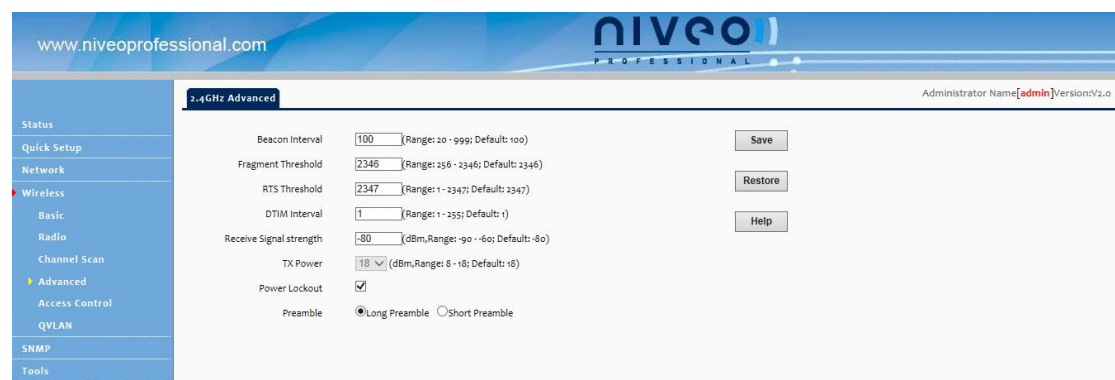 www.niveoprofessional.com
niveo
PROFESSIONAL
2.4GHz Advanced
Administrator Name[admin]Version:V2.0
Status
Quick Setup
Network
Wireless
Basic
Radio
Channel Scan
Advanced
Access Control
QVLAN
SNMP
Tools
Beacon Interval 100 (Range: 20 - 999; Default: 100)
Fragment Threshold 2346 (Range: 256 - 2346; Default: 2346)
RTS Threshold 2347 (Range: 1 - 2347; Default: 2347)
DTIM Interval 1 (Range: 1 - 255; Default: 1)
Receive Signal strength -80 (dBm,Range: -90 - -60; Default: -80)
TX Power 18 (dBm,Range: 8 - 18; Default: 18)
Power Lockout
Preamble Long Preamble Short Preamble
Save
Restore
Help